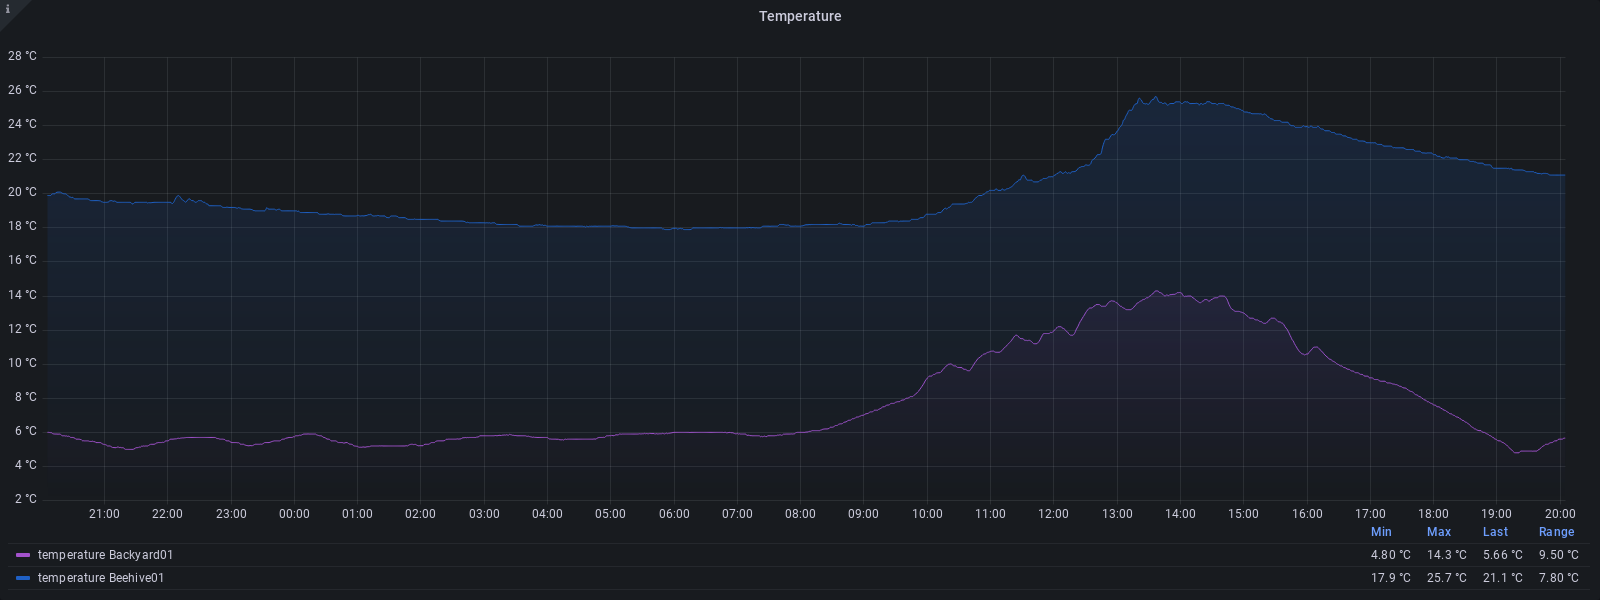 i
Temperature
28 °C
26 °C
24 °C
22 °C
20 °C
18 °C
16 °C
14 °C
12 °C
10 °C
8 °C
6 °C
4 °C
2 °C
21:00 22:00 23:00 00:00 01:00 02:00 03:00 04:00 05:00 06:00 07:00 08:00 09:00 10:00 11:00 12:00 13:00 14:00 15:00 16:00 17:00 18:00 19:00 20:00
Min Max Last Range
temperature Backyard01 4.80 °C 14.3 °C 5.66 °C 9.50 °C
temperature Beehive01 17.9 °C 25.7 °C 21.1 °C 7.80 °C